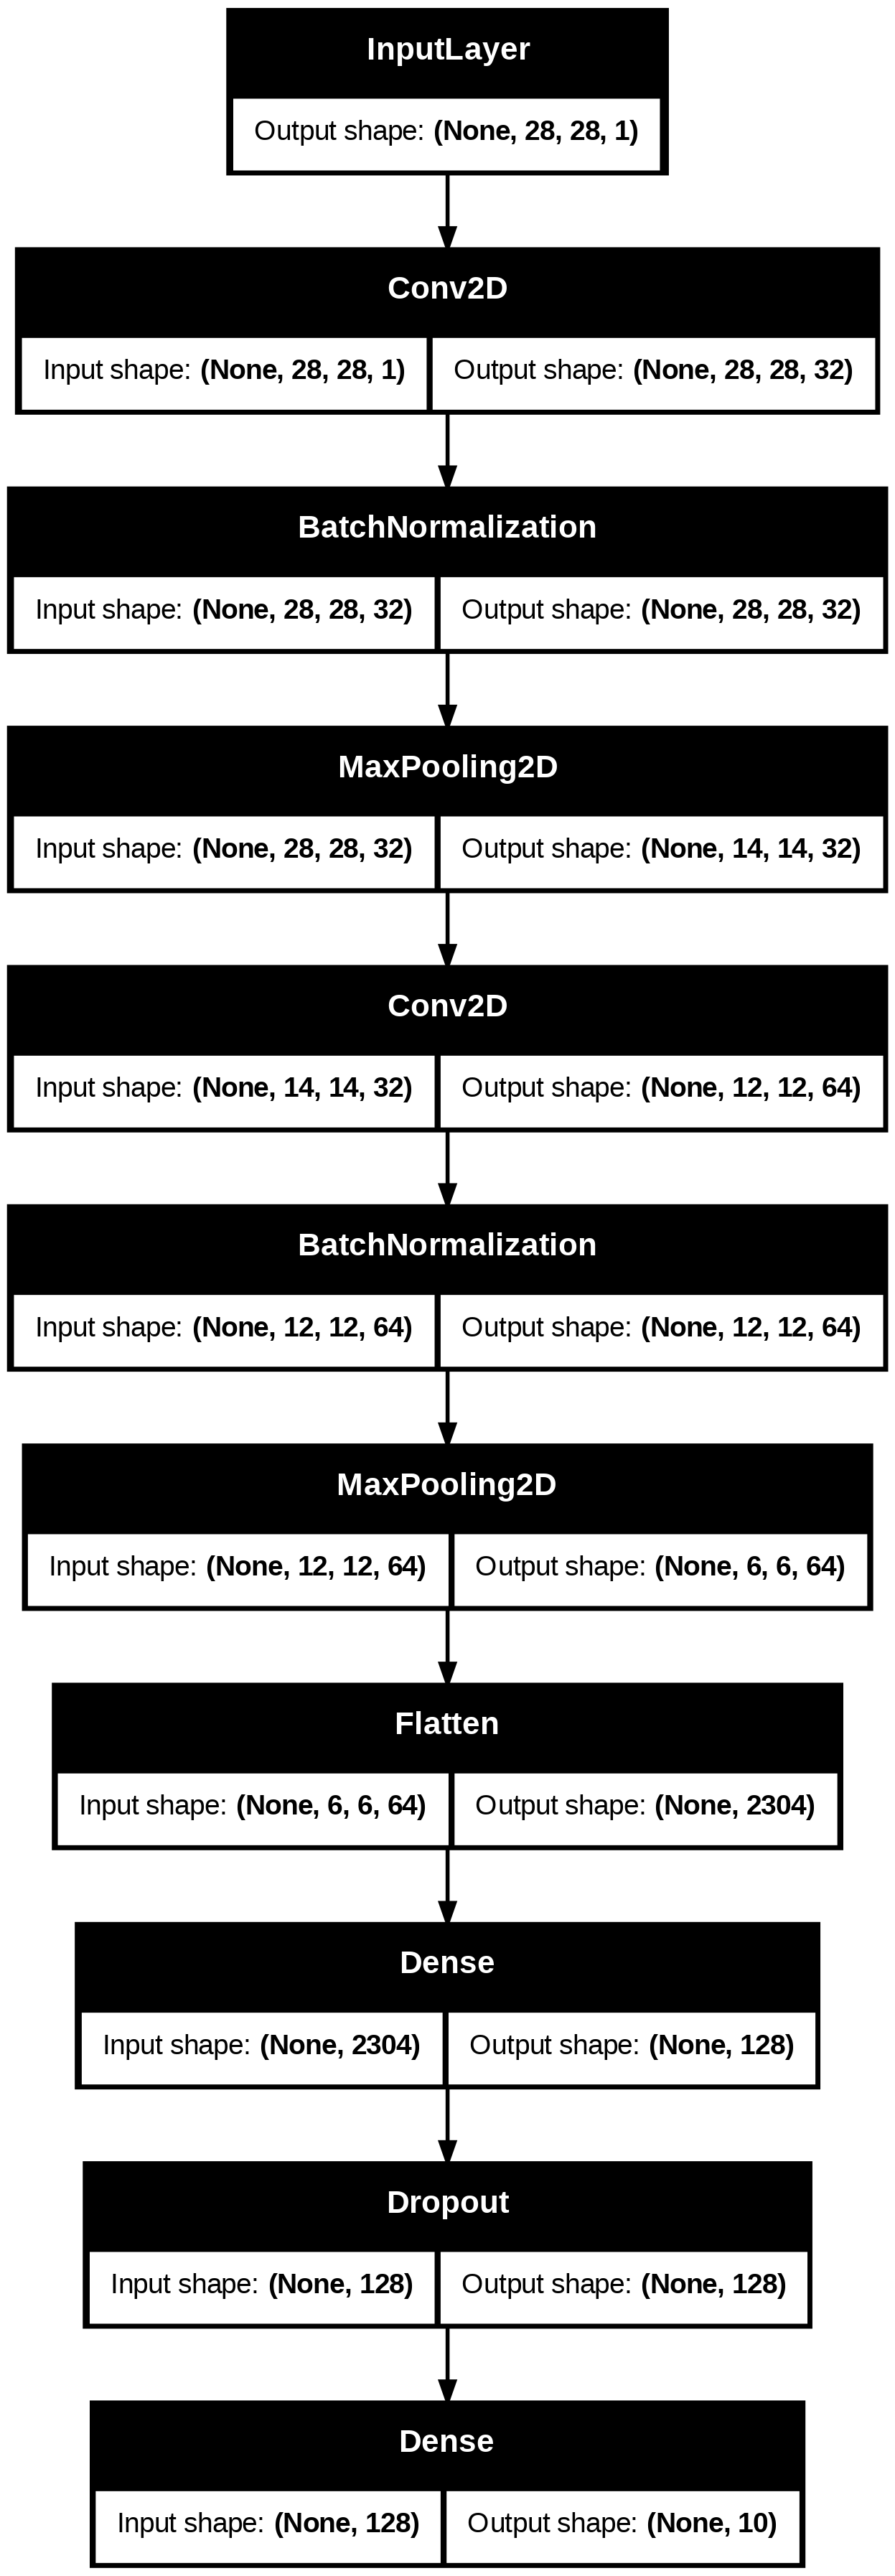 InputLayer
Output shape: (None, 28, 28, 1)
Conv2D
Input shape: (None, 28, 28, 1) Output shape: (None, 28, 28, 32)
BatchNormalization
Input shape: (None, 28, 28, 32) Output shape: (None, 28, 28, 32)
MaxPooling2D
Input shape: (None, 28, 28, 32) Output shape: (None, 14, 14, 32)
Conv2D
Input shape: (None, 14, 14, 32) Output shape: (None, 12, 12, 64)
BatchNormalization
Input shape: (None, 12, 12, 64) Output shape: (None, 12, 12, 64)
MaxPooling2D
Input shape: (None, 12, 12, 64) Output shape: (None, 6, 6, 64)
Flatten
Input shape: (None, 6, 6, 64) Output shape: (None, 2304)
Dense
Input shape: (None, 2304) Output shape: (None, 128)
Dropout
Input shape: (None, 128) Output shape: (None, 128)
Dense
Input shape: (None, 128) Output shape: (None, 10)